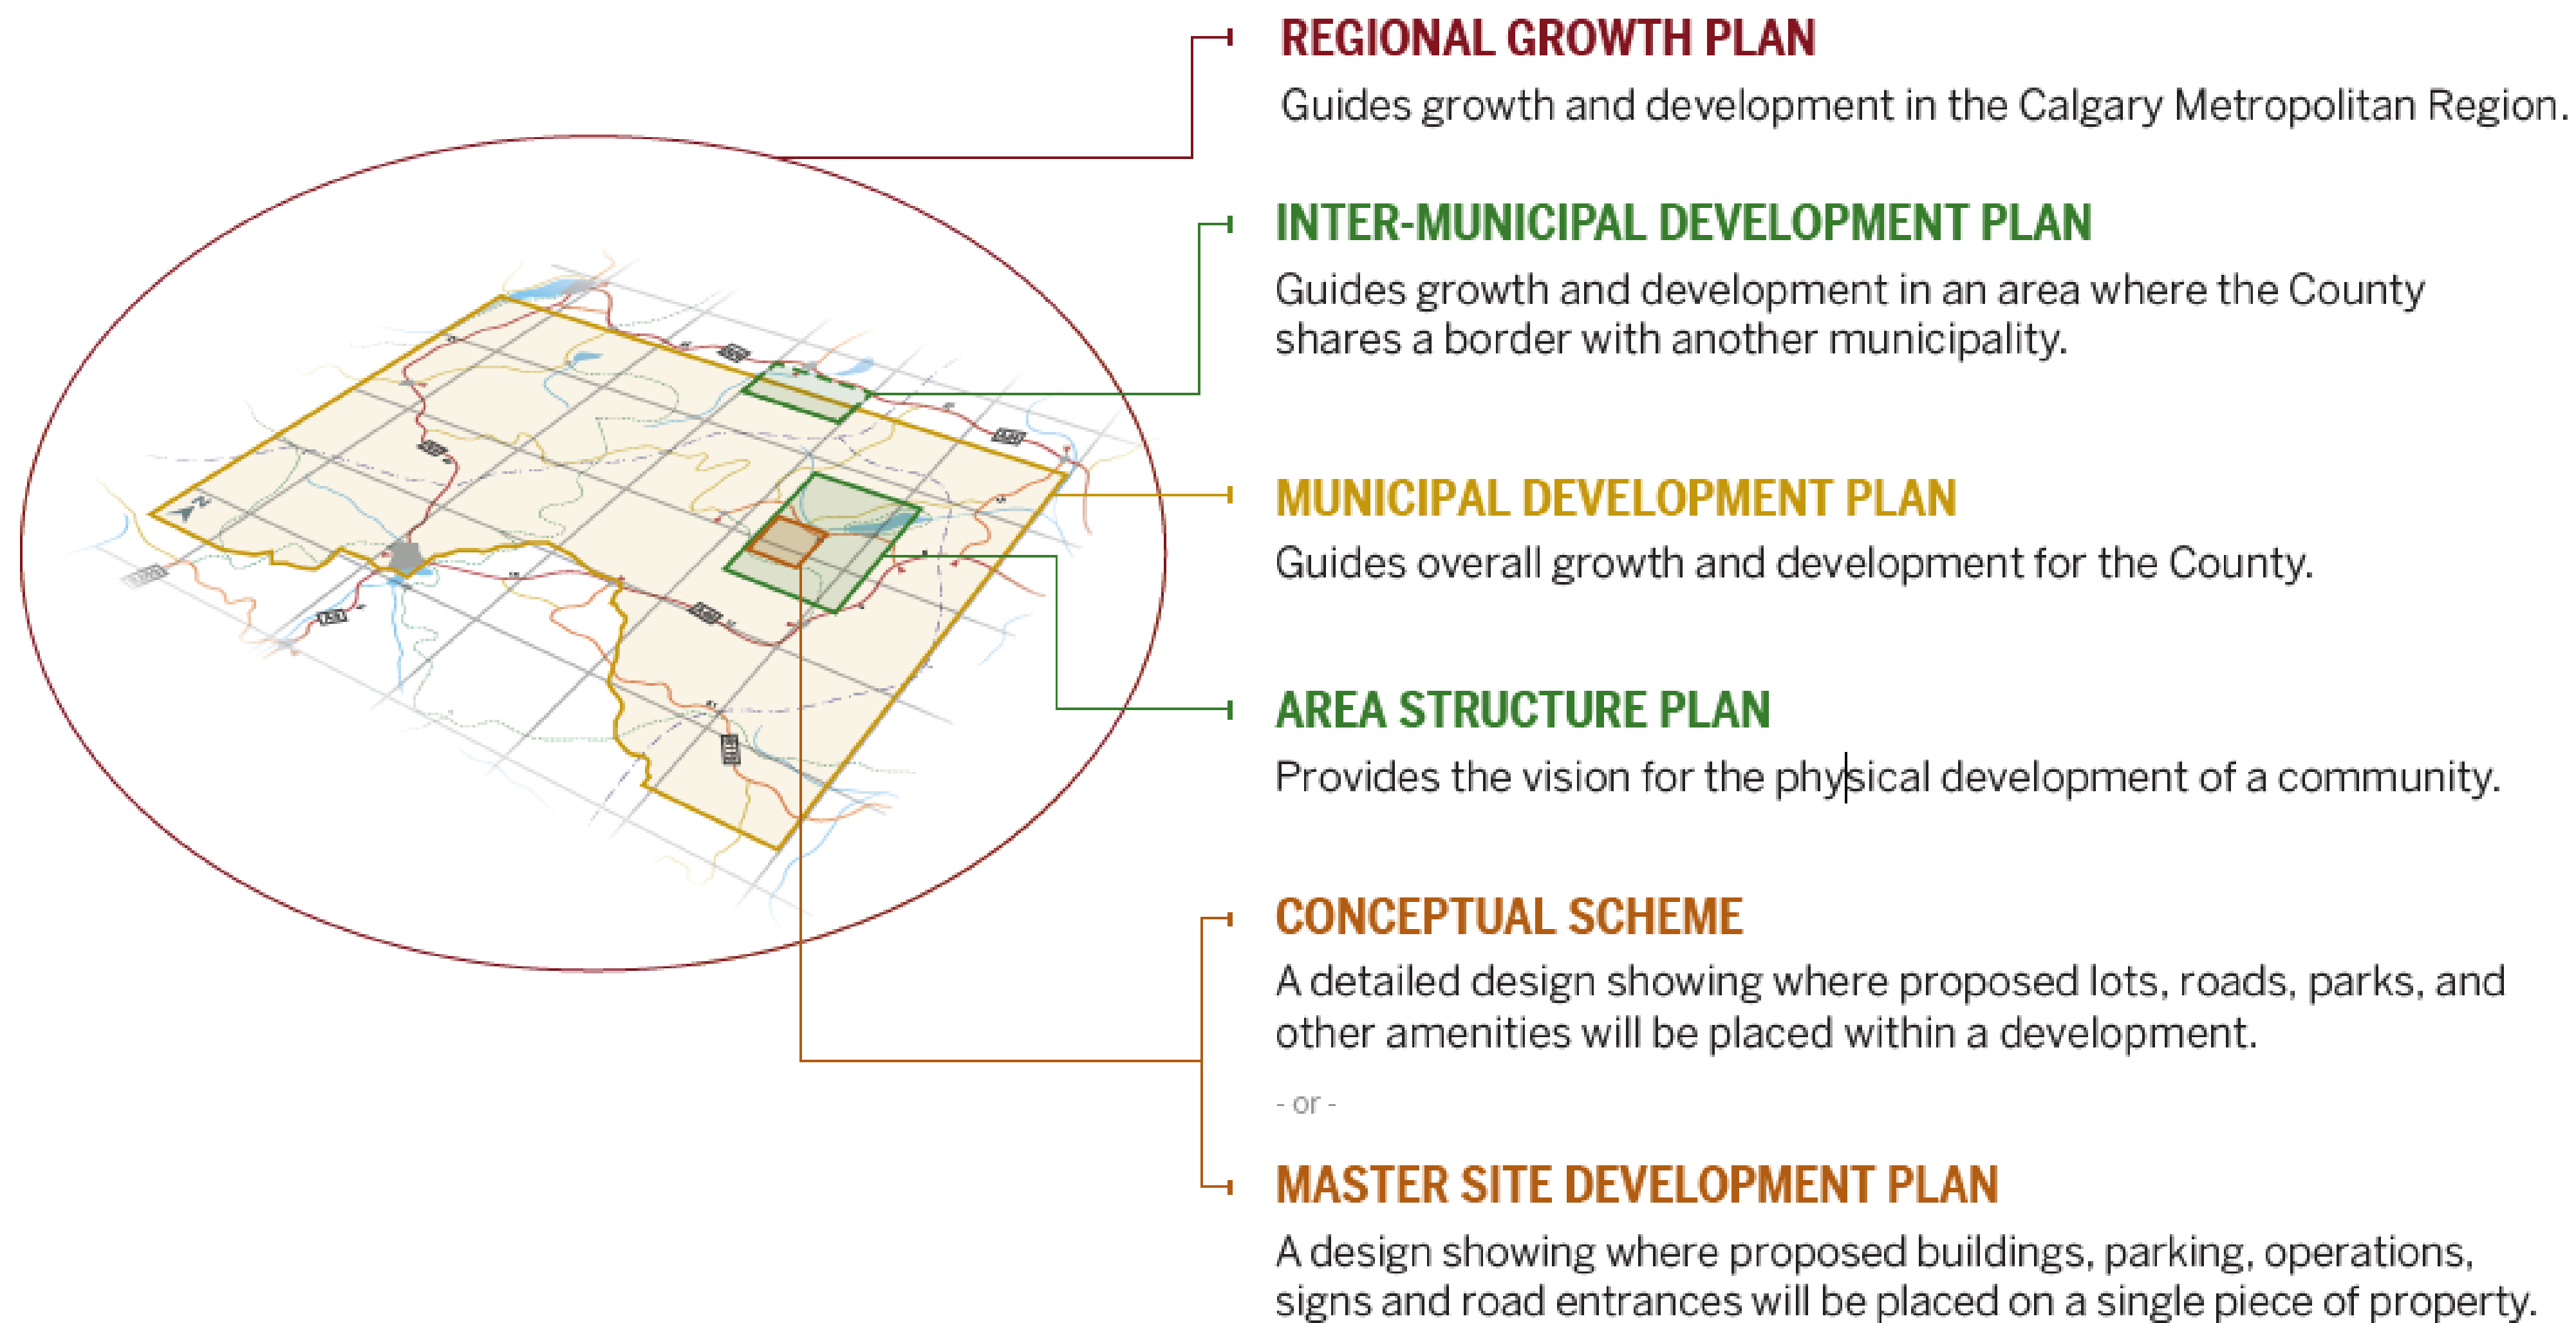 REGIONAL GROWTH PLAN
Guides growth and development in the Calgary Metropolitan Region.
INTER-MUNICIPAL DEVELOPMENT PLAN
Guides growth and development in an area where the County
shares a border with another municipality.
MUNICIPAL DEVELOPMENT PLAN
Guides overall growth and development for the County.
AREA STRUCTURE PLAN
Provides the vision for the physical development of a community.
CONCEPTUAL SCHEME
A detailed design showing where proposed lots, roads, parks, and
other amenities will be placed within a development.
- or -
MASTER SITE DEVELOPMENT PLAN
A design showing where proposed buildings, parking, operations,
signs and road entrances will be placed on a single piece of property.
N